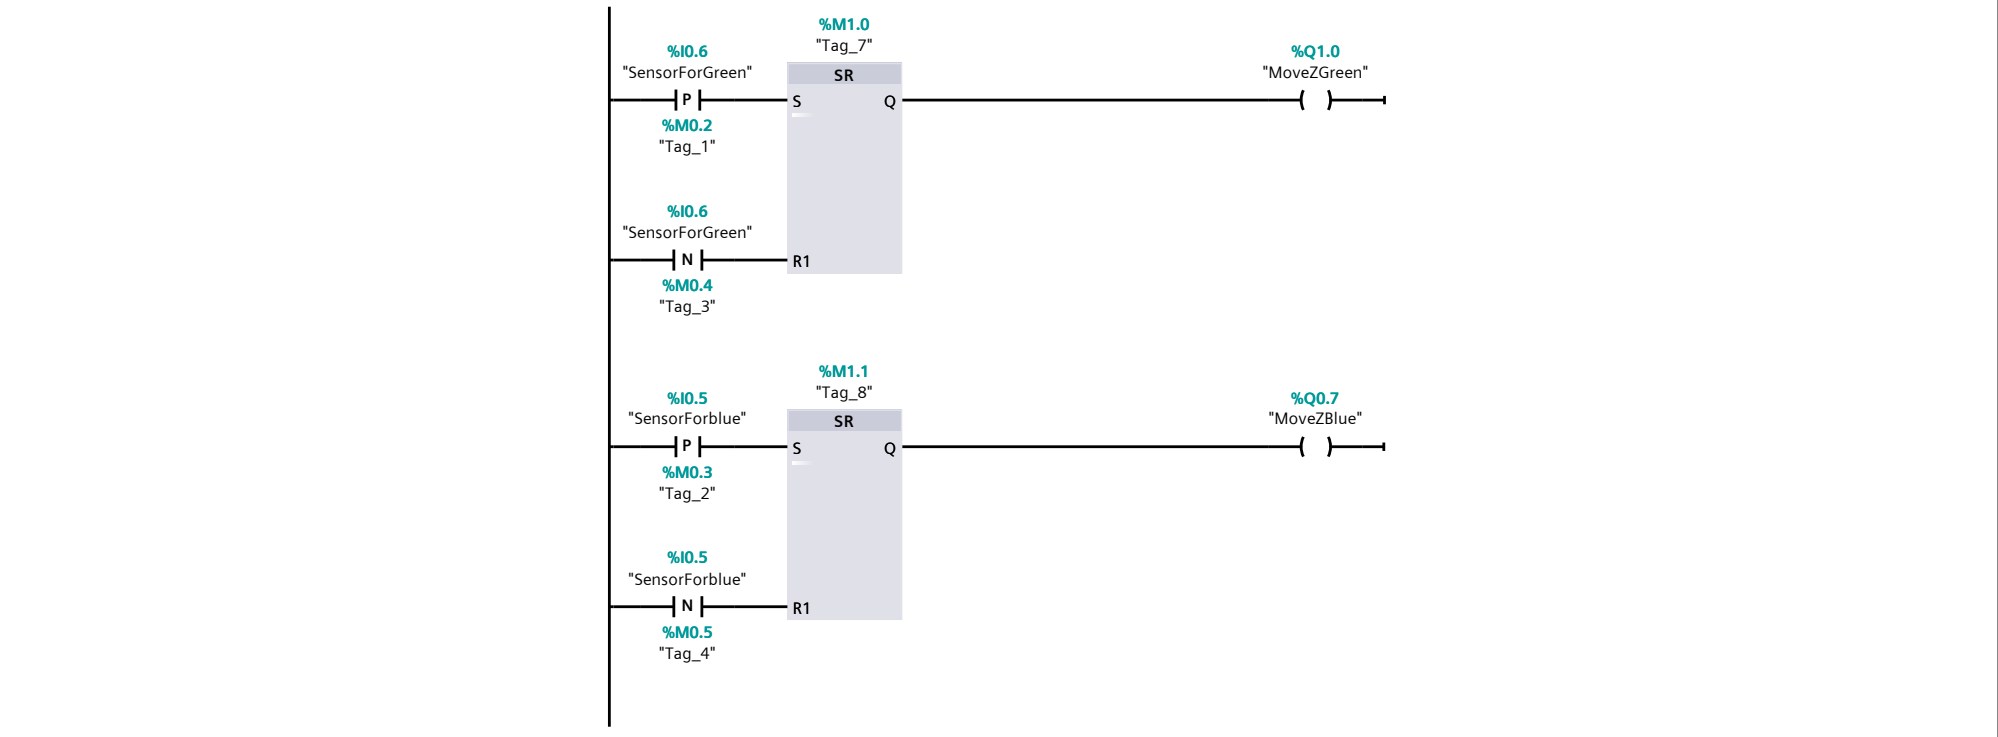 %M1.0
"Tag_7"
%I0.6
"SensorForGreen"
%Q1.0
"MoveZGreen"
SR
P
S
Q
%M0.2
"Tag_1"
%I0.6
"SensorForGreen"
N
R1
%M0.4
"Tag_3"
%M1.1
"Tag_8"
%I0.5
"SensorForblue"
%Q0.7
"MoveZBlue"
SR
P
S
Q
%M0.3
"Tag_2"
%I0.5
"SensorForblue"
N
R1
%M0.5
"Tag_4"